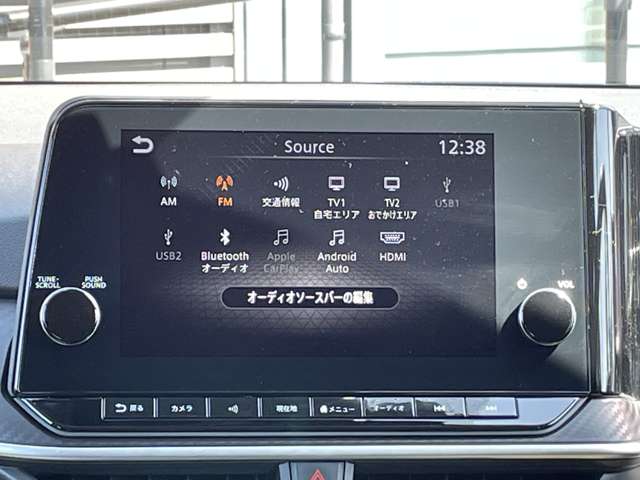 Source
12:38
AM
FM
交通情報
TV1
自宅エリア
TV2
おでかけエリア
USB1
USB2
Bluetooth
オーディオ
Apple
CarPlay
Android
Auto
HDMI
オーディオソースバーの編集
TUNE-
SCROLL
PUSH
SOUND
VOL
戻る
カメラ
現在地
メニュー
オーディオ